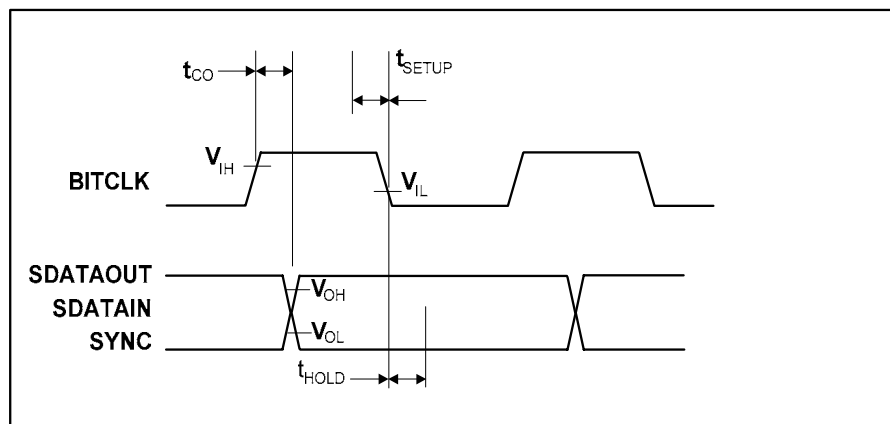 tCO
tSETUP
VIH
BITCLK
VIL
SDATAOUT
VOH
SDATAIN
VOL
SYNC
tHOLD